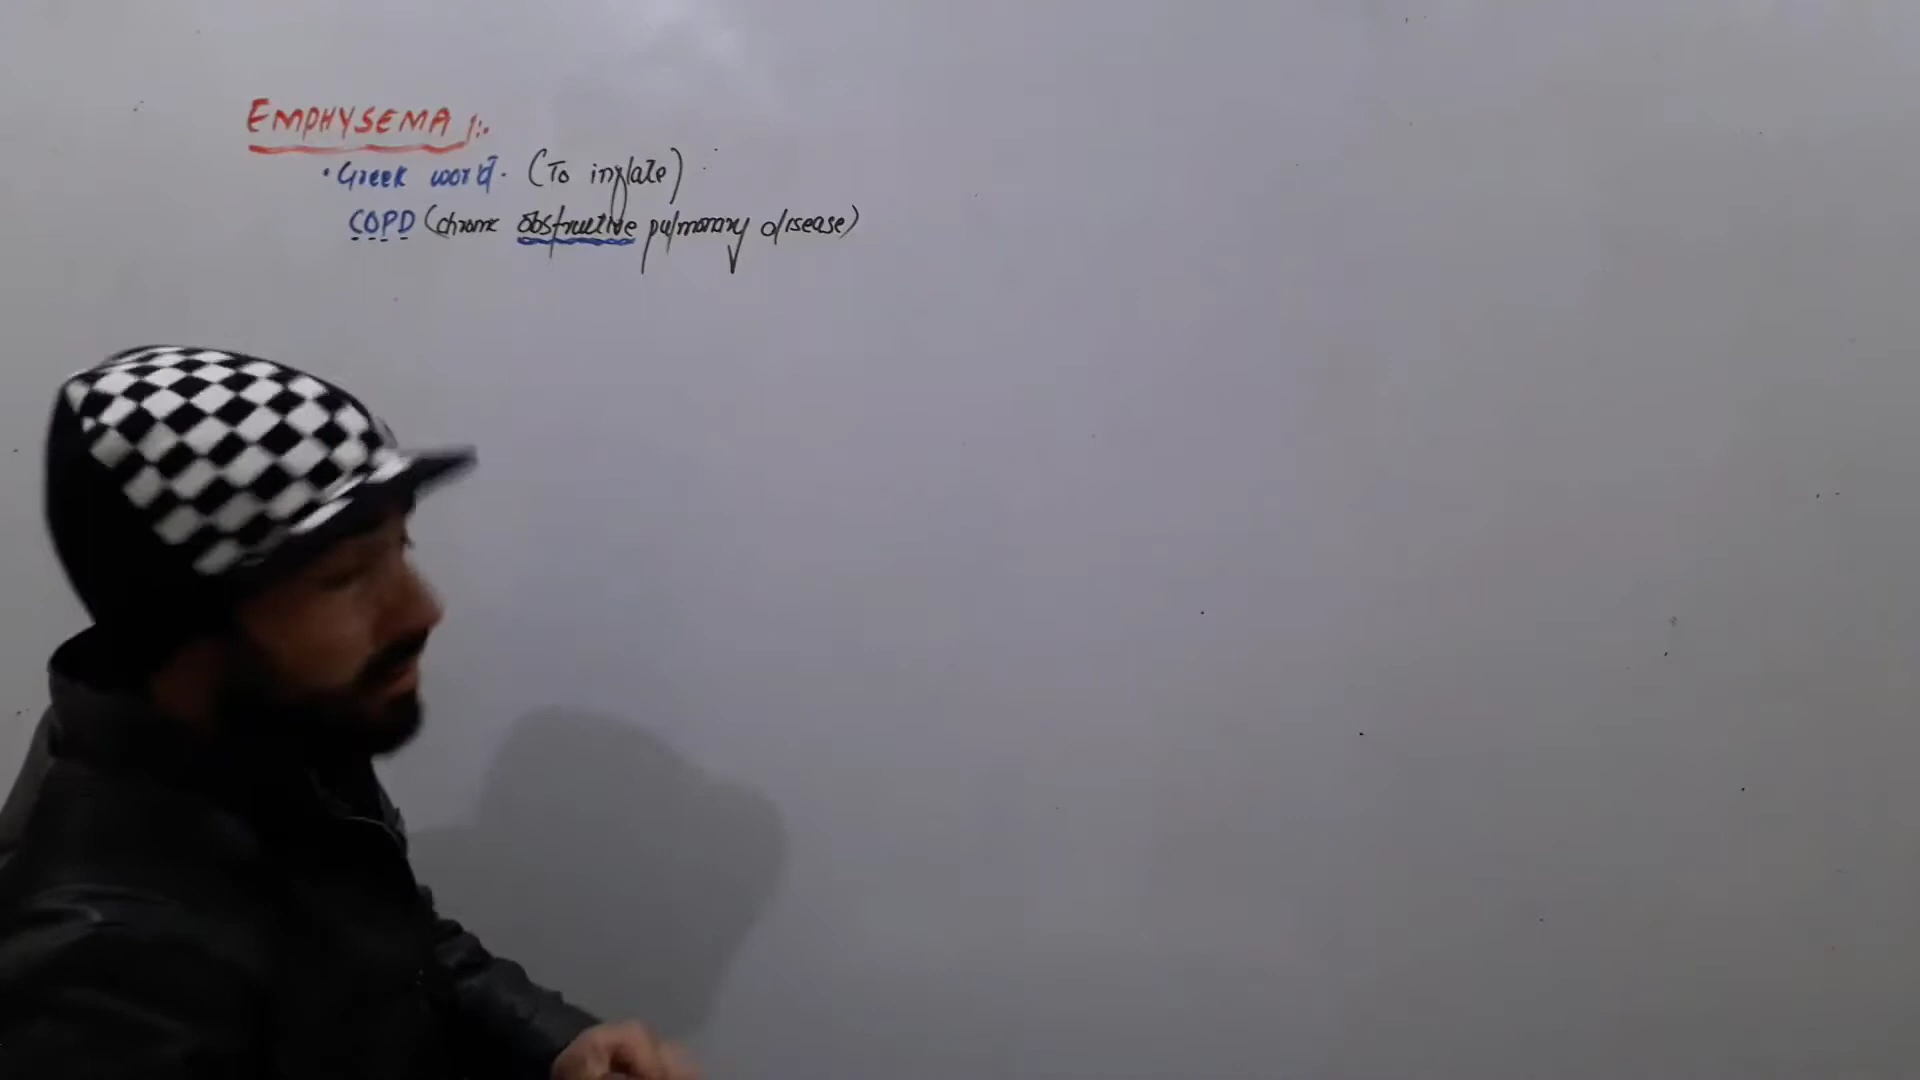 EMPHYSEMA :-
• Greek word. (To inflate)
COPD (chronic obstructive pulmonary disease)